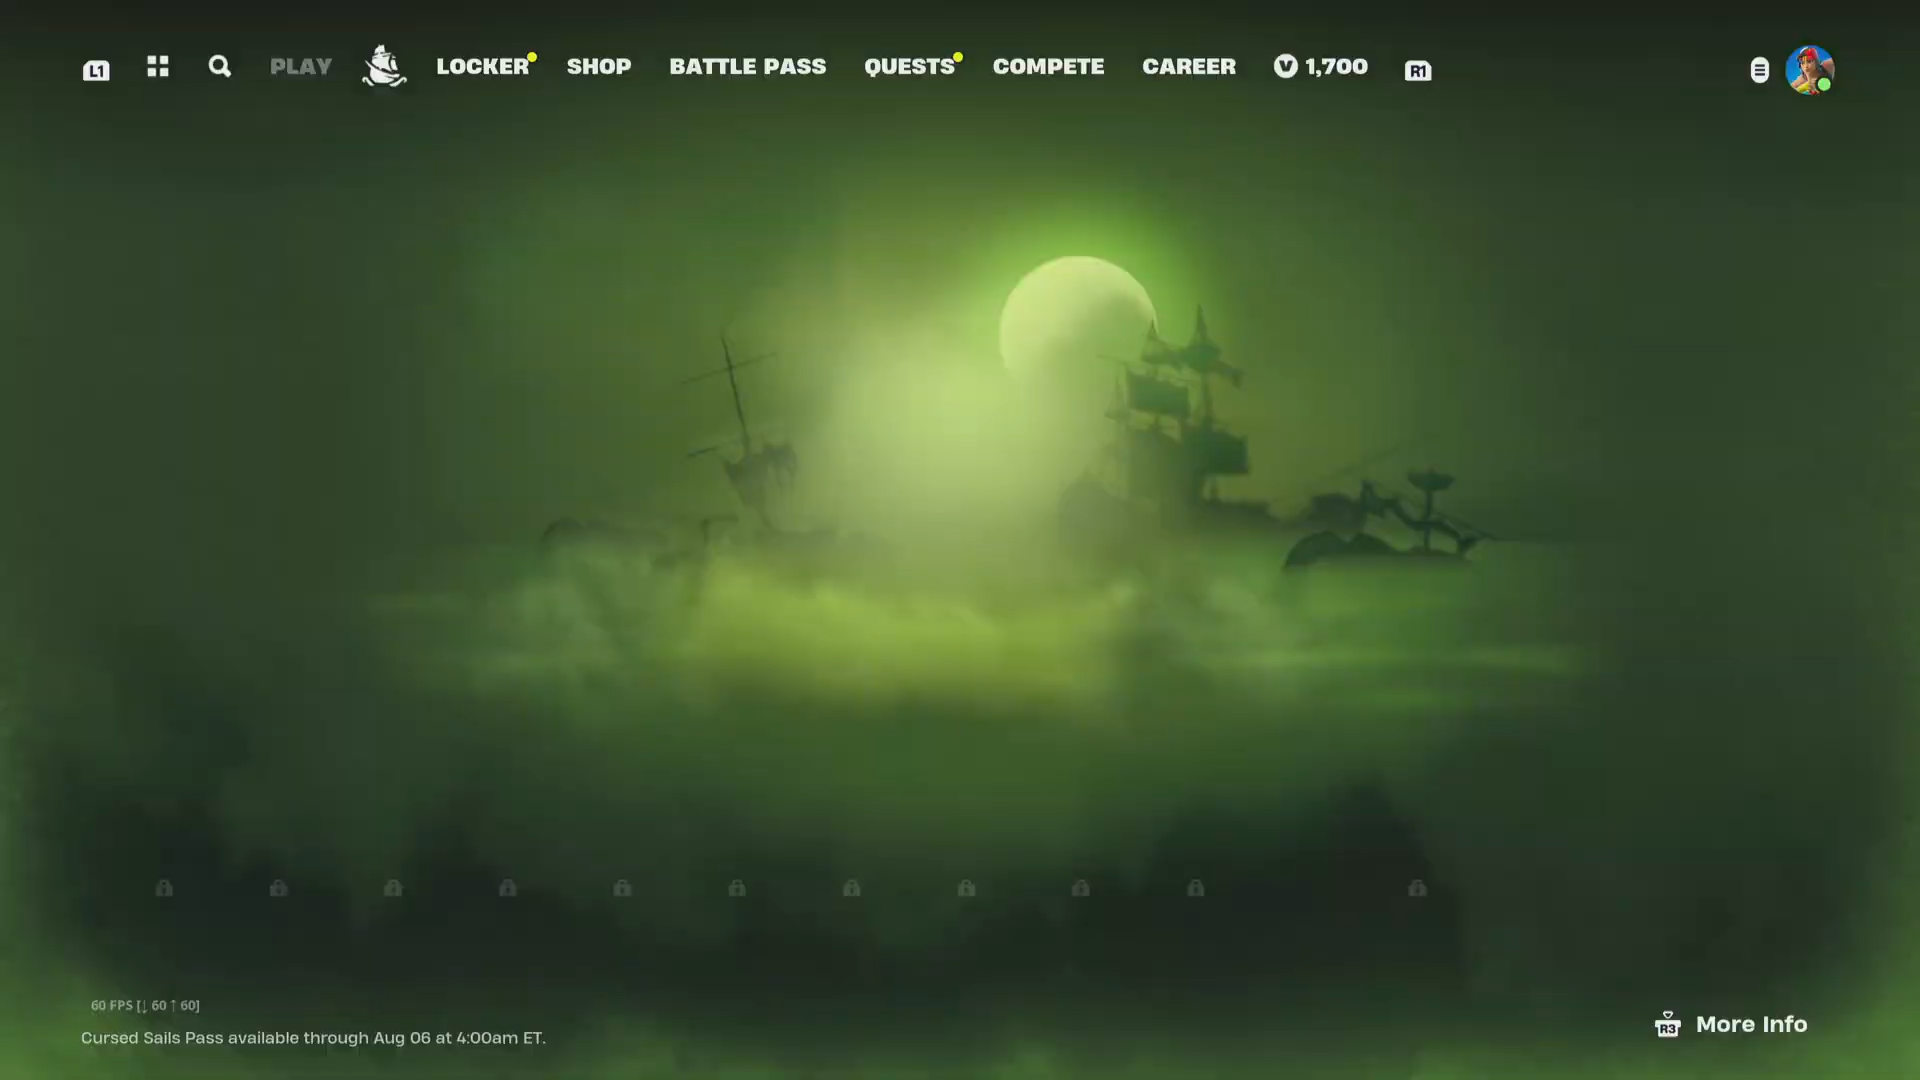 L1 PLAY LOCKER SHOP BATTLE PASS QUESTS COMPETE CAREER V 1,700 R1
60 FPS [↓ 60 ↑ 60]
Cursed Sails Pass available through Aug 06 at 4:00am ET.
R3 More Info